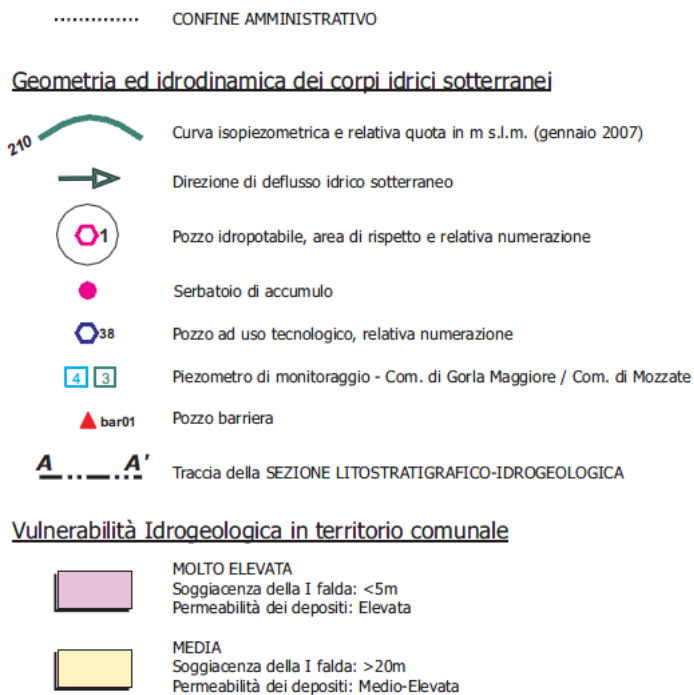 CONFINE AMMINISTRATIVO
Geometria ed idrodinamica dei corpi idrici sotterranei
210 Curva isopiezometrica e relativa quota in m s.l.m. (gennaio 2007)
Direzione di deflusso idrico sotterraneo
1 Pozzo idropotabile, area di rispetto e relativa numerazione
Serbatoio di accumulo
38 Pozzo ad uso tecnologico, relativa numerazione
4 3 Piezometro di monitoraggio - Com. di Gorla Maggiore / Com. di Mozzate
bar01 Pozzo barriera
A A' Traccia della SEZIONE LITOSTRATIGRAFICO-IDROGEOLOGICA
Vulnerabilità Idrogeologica in territorio comunale
MOLTO ELEVATA
Soggiacenza della I falda: <5m
Permeabilità dei depositi: Elevata
MEDIA
Soggiacenza della I falda: >20m
Permeabilità dei depositi: Medio-Elevata